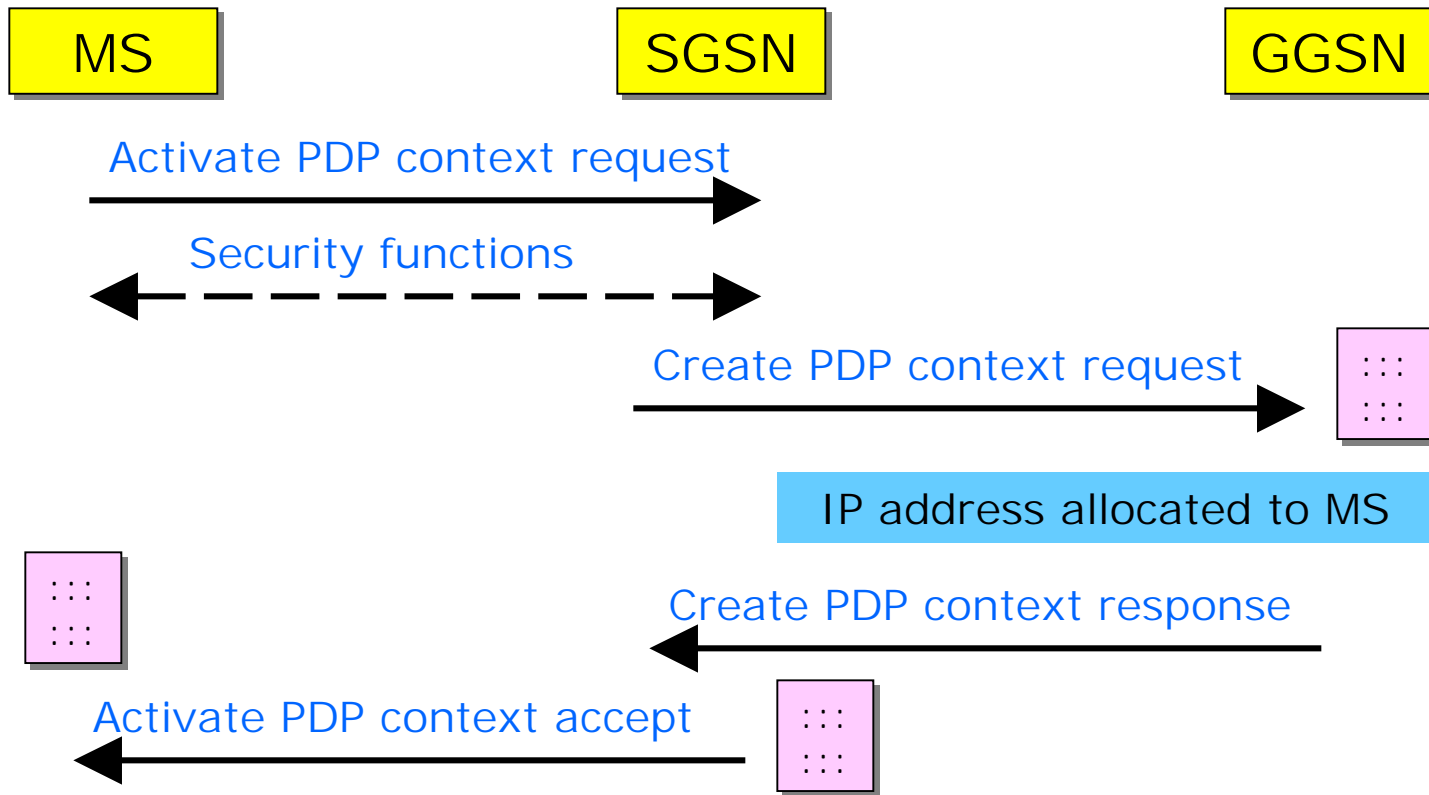 MS
SGSN
GGSN
Activate PDP context request
Security functions
Create PDP context request
: : :
: : :
IP address allocated to MS
: : :
: : :
Create PDP context response
Activate PDP context accept
: : :
: : :